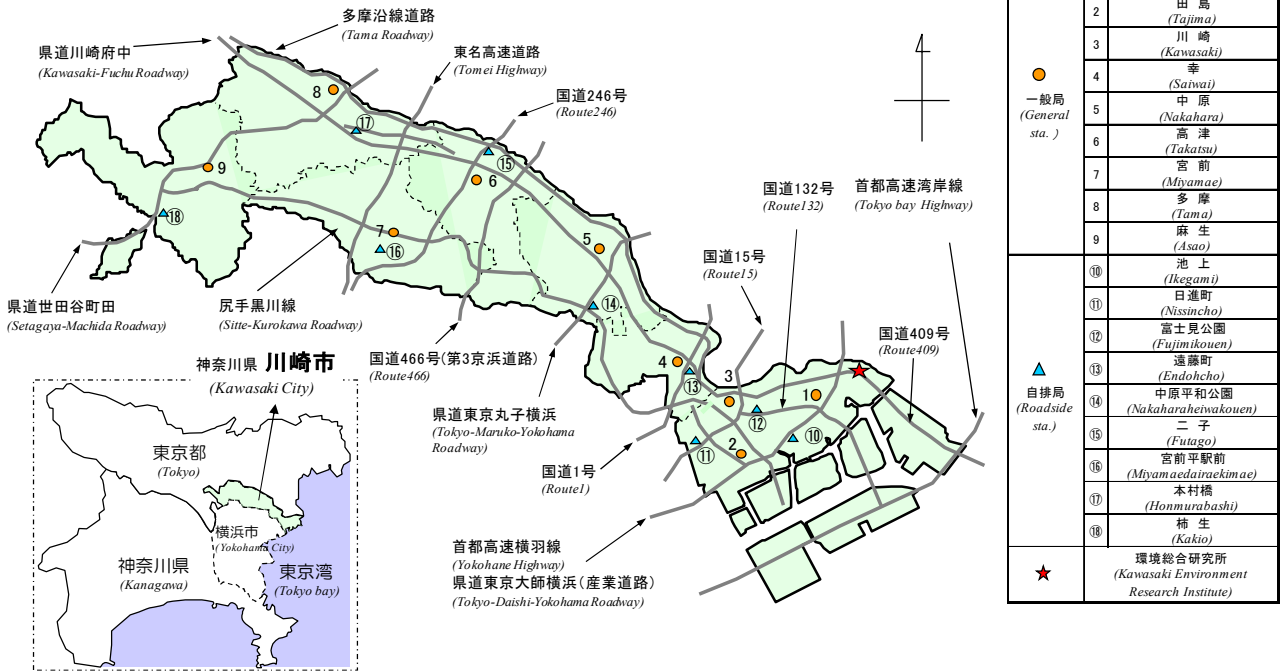 多摩沿線道路
(Tama Roadway)
県道川崎府中
(Kawasaki-Fuchu Roadway)
東名高速道路
(Tomei Highway)
国道246号
(Route246)
国道132号
(Route132)
首都高速湾岸線
(Tokyo bay Highway)
国道15号
(Route15)
国道409号
(Route409)
県道世田谷町田
(Setagaya-Machida Roadway)
尻手黒川線
(Sitte-Kurokawa Roadway)
国道466号(第3京浜道路)
(Route466)
県道東京丸子横浜
(Tokyo-Maruko-Yokohama
Roadway)
国道1号
(Route1)
首都高速横羽線
(Yokohane Highway)
県道東京大師横浜(産業道路)
(Tokyo-Daishi-Yokohama Roadway)
8
⑰
⑮
9
6
⑱
7
⑯
5
⑭
4
⑬
3
1
⑫
⑩
2
⑪
神奈川県 川崎市
(Kawasaki City)
東京都
(Tokyo)
横浜市
(Yokohama City)
神奈川県
(Kanagawa)
東京湾
(Tokyo bay)
一般局
(General
sta. )
2 田 島
(Tajima)
3 川 崎
(Kawasaki)
4 幸
(Saiwai)
5 中 原
(Nakahara)
6 高 津
(Takatsu)
7 宮 前
(Miyamae)
8 多 摩
(Tama)
9 麻 生
(Asao)
自排局
(Roadside
sta.)
⑩ 池 上
(Ikegami)
⑪ 日進町
(Nissincho)
⑫ 富士見公園
(Fujimikouen)
⑬ 遠藤町
(Endohcho)
⑭ 中原平和公園
(Nakaharaheiwakouen)
⑮ 二 子
(Futago)
⑯ 宮前平駅前
(Miyamaedairaekimae)
⑰ 本村橋
(Honmurabashi)
⑱ 柿 生
(Kakio)
環境総合研究所
(Kawasaki Environment
Research Institute)